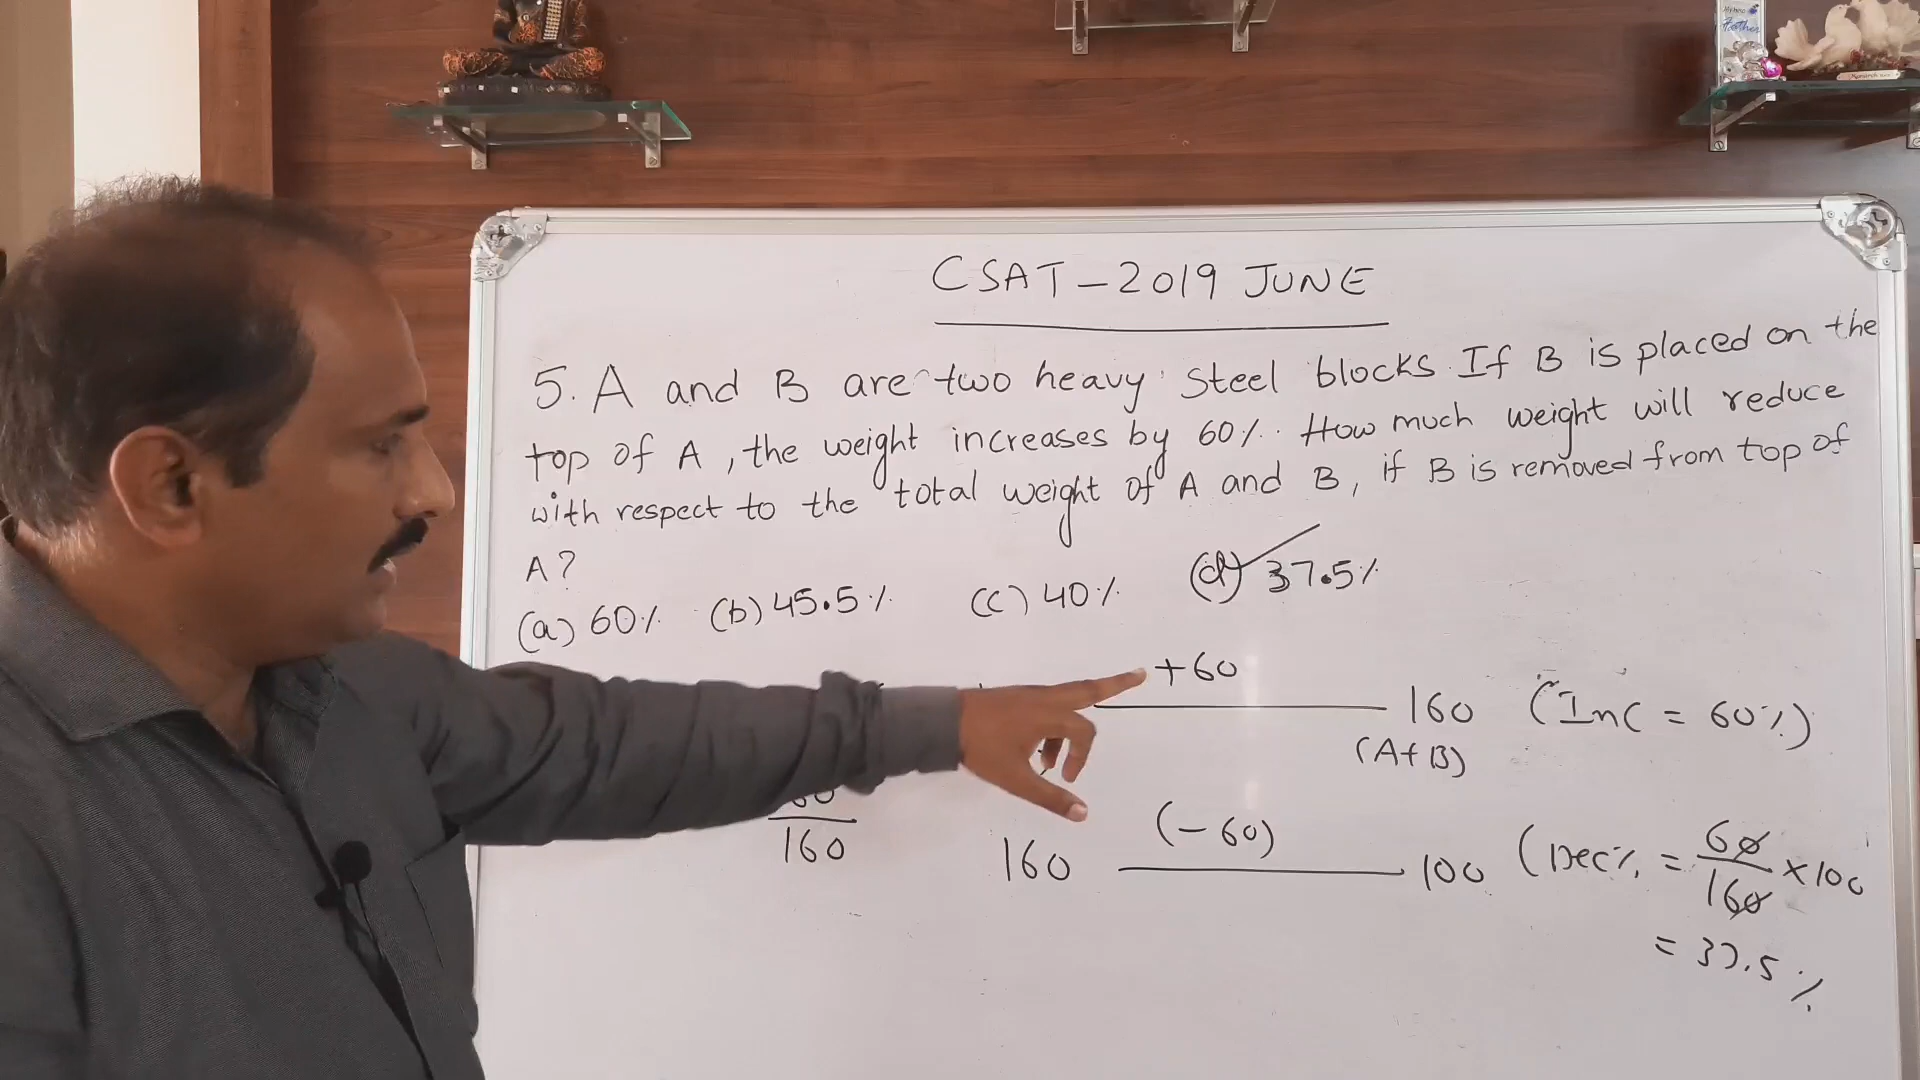 CSAT-2019 JUNE
5. A and B are two heavy steel blocks. If B is placed on the
top of A, the weight increases by 60%. How much weight will reduce
with respect to the total weight of A and B, if B is removed from top of
A?
(a) 60% (b) 45.5% (c) 40% (d) 37.5%
+60
160 (Inc = 60%)
(A+B)
60
160
160 (-60) 100 (Dec% = 60/160 x 100
= 37.5%
Father